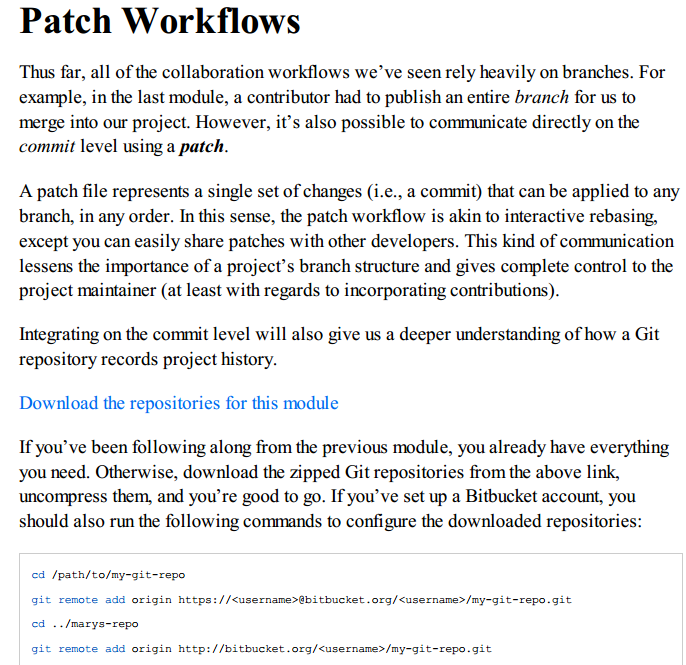 Patch Workflows
Thus far, all of the collaboration workflows we’ve seen rely heavily on branches. For
example, in the last module, a contributor had to publish an entire branch for us to
merge into our project. However, it’s also possible to communicate directly on the
commit level using a patch.
A patch file represents a single set of changes (i.e., a commit) that can be applied to any
branch, in any order. In this sense, the patch workflow is akin to interactive rebasing,
except you can easily share patches with other developers. This kind of communication
lessens the importance of a project’s branch structure and gives complete control to the
project maintainer (at least with regards to incorporating contributions).
Integrating on the commit level will also give us a deeper understanding of how a Git
repository records project history.
Download the repositories for this module
If you’ve been following along from the previous module, you already have everything
you need. Otherwise, download the zipped Git repositories from the above link,
uncompress them, and you’re good to go. If you’ve set up a Bitbucket account, you
should also run the following commands to configure the downloaded repositories:
cd /path/to/my-git-repo
git remote add origin https://<username>@bitbucket.org/<username>/my-git-repo.git
cd ../marys-repo
git remote add origin http://bitbucket.org/<username>/my-git-repo.git